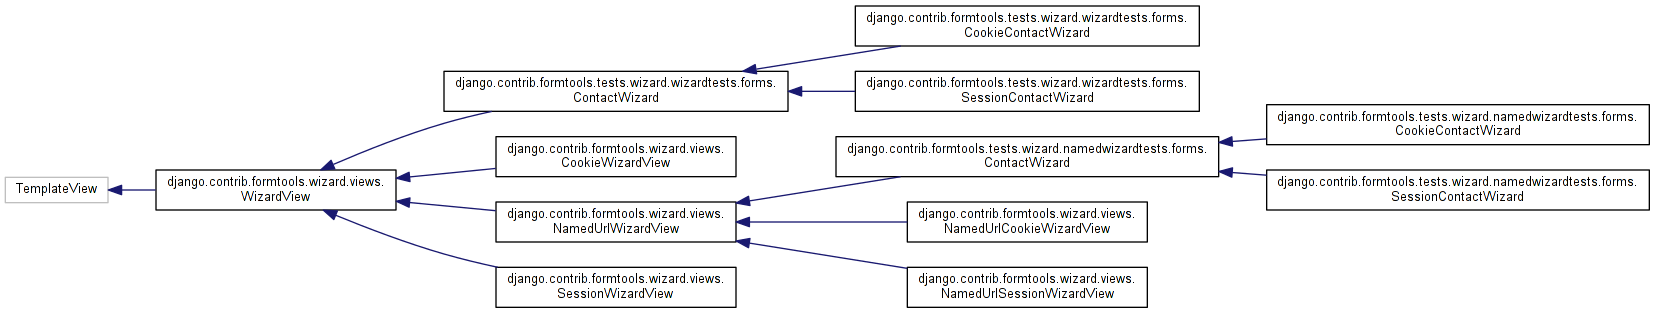 TemplateView
django.contrib.formtools.wizard.views.
WizardView
django.contrib.formtools.tests.wizard.wizardtests.forms.
ContactWizard
django.contrib.formtools.wizard.views.
CookieWizardView
django.contrib.formtools.wizard.views.
NamedUrlWizardView
django.contrib.formtools.wizard.views.
SessionWizardView
django.contrib.formtools.tests.wizard.wizardtests.forms.
CookieContactWizard
django.contrib.formtools.tests.wizard.wizardtests.forms.
SessionContactWizard
django.contrib.formtools.tests.wizard.namedwizardtests.forms.
ContactWizard
django.contrib.formtools.wizard.views.
NamedUrlCookieWizardView
django.contrib.formtools.wizard.views.
NamedUrlSessionWizardView
django.contrib.formtools.tests.wizard.namedwizardtests.forms.
CookieContactWizard
django.contrib.formtools.tests.wizard.namedwizardtests.forms.
SessionContactWizard